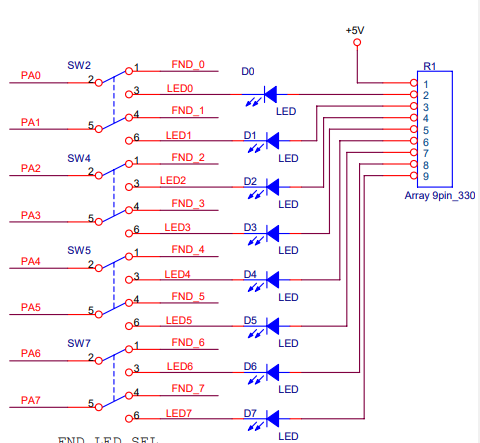 +5V
SW2 1 FND_0 D0 R1
PA0 2 3 LED0 LED 1
2
PA1 5 4 FND_1 3
6 LED1 D1 LED 4
SW4 1 FND_2 5
PA2 2 3 LED2 D2 LED 6
7
PA3 5 4 FND_3 8
6 LED3 D3 LED 9
Array 9pin_330
SW5 1 FND_4
PA4 2 3 LED4 D4 LED
PA5 5 4 FND_5
6 LED5 D5 LED
SW7 1 FND_6
PA6 2 3 LED6 D6 LED
PA7 5 4 FND_7
6 LED7 D7 LED
FND LED SEL